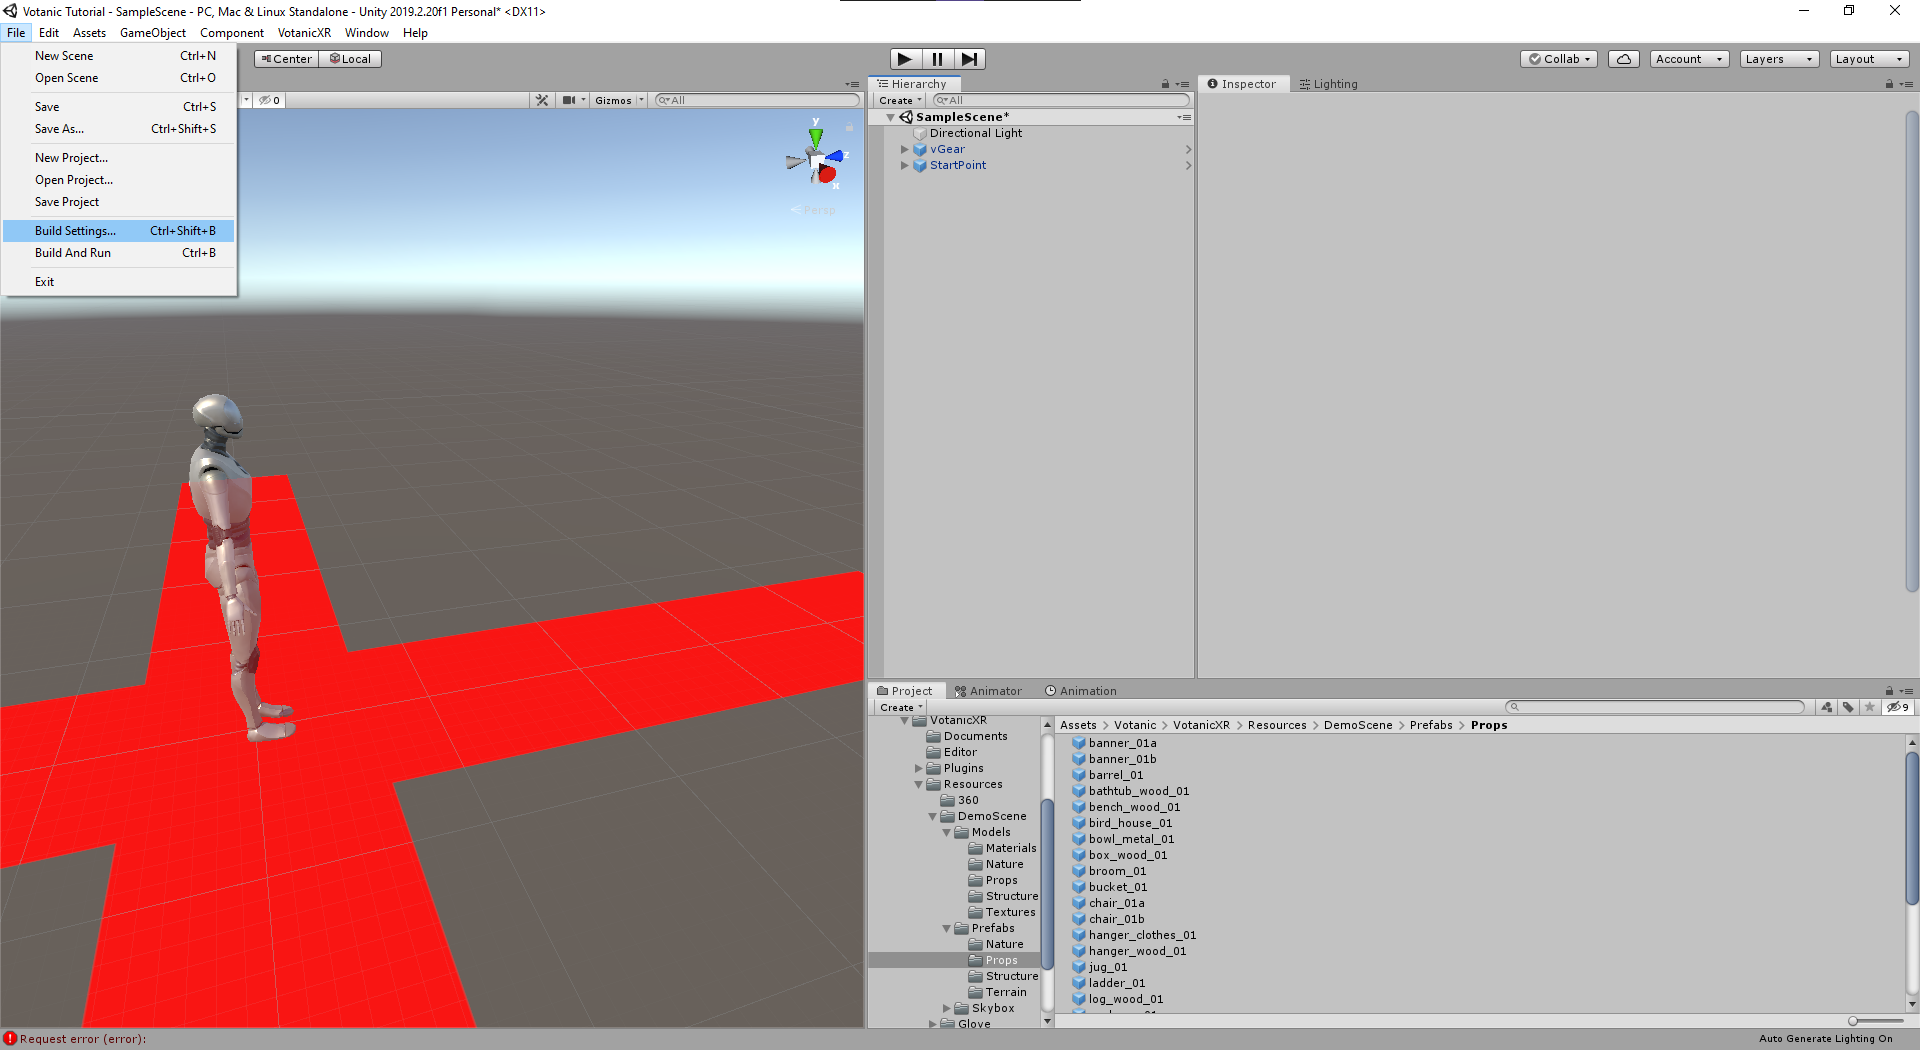 Votanic Tutorial - SampleScene - PC, Mac & Linux Standalone - Unity 2019.2.20f1 Personal* <DX11>
File Edit Assets GameObject Component VotanicXR Window Help
New Scene Ctrl+N
Open Scene Ctrl+O
Save Ctrl+S
Save As... Ctrl+Shift+S
New Project...
Open Project...
Save Project
Build Settings... Ctrl+Shift+B
Build And Run Ctrl+B
Exit
Center Local
Collab Account Layers Layout
0 Gizmos All
y
z
x
Persp
Hierarchy
Create All
SampleScene*
Directional Light
vGear
StartPoint
Inspector Lighting
Project Animator Animation
Create
9
VotanicXR
Documents
Editor
Plugins
Resources
360
DemoScene
Models
Materials
Nature
Props
Structure
Textures
Prefabs
Nature
Props
Structure
Terrain
Skybox
Glove
Assets > Votanic > VotanicXR > Resources > DemoScene > Prefabs > Props
banner_01a
banner_01b
barrel_01
bathtub_wood_01
bench_wood_01
bird_house_01
bowl_metal_01
box_wood_01
broom_01
bucket_01
chair_01a
chair_01b
hanger_clothes_01
hanger_wood_01
jug_01
ladder_01
log_wood_01
Request error (error):
Auto Generate Lighting On